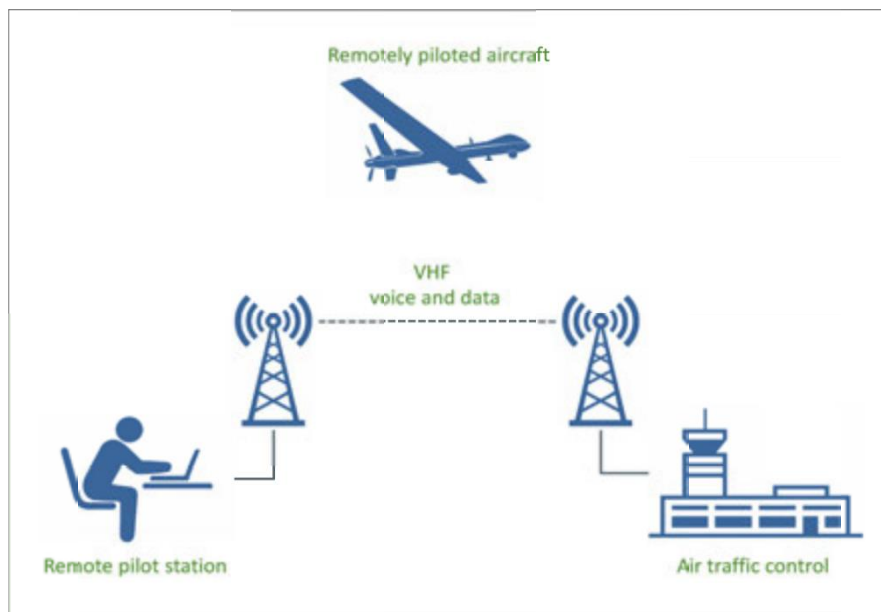 Remotely piloted aircraft
VHF
voice and data
Remote pilot station
Air traffic control